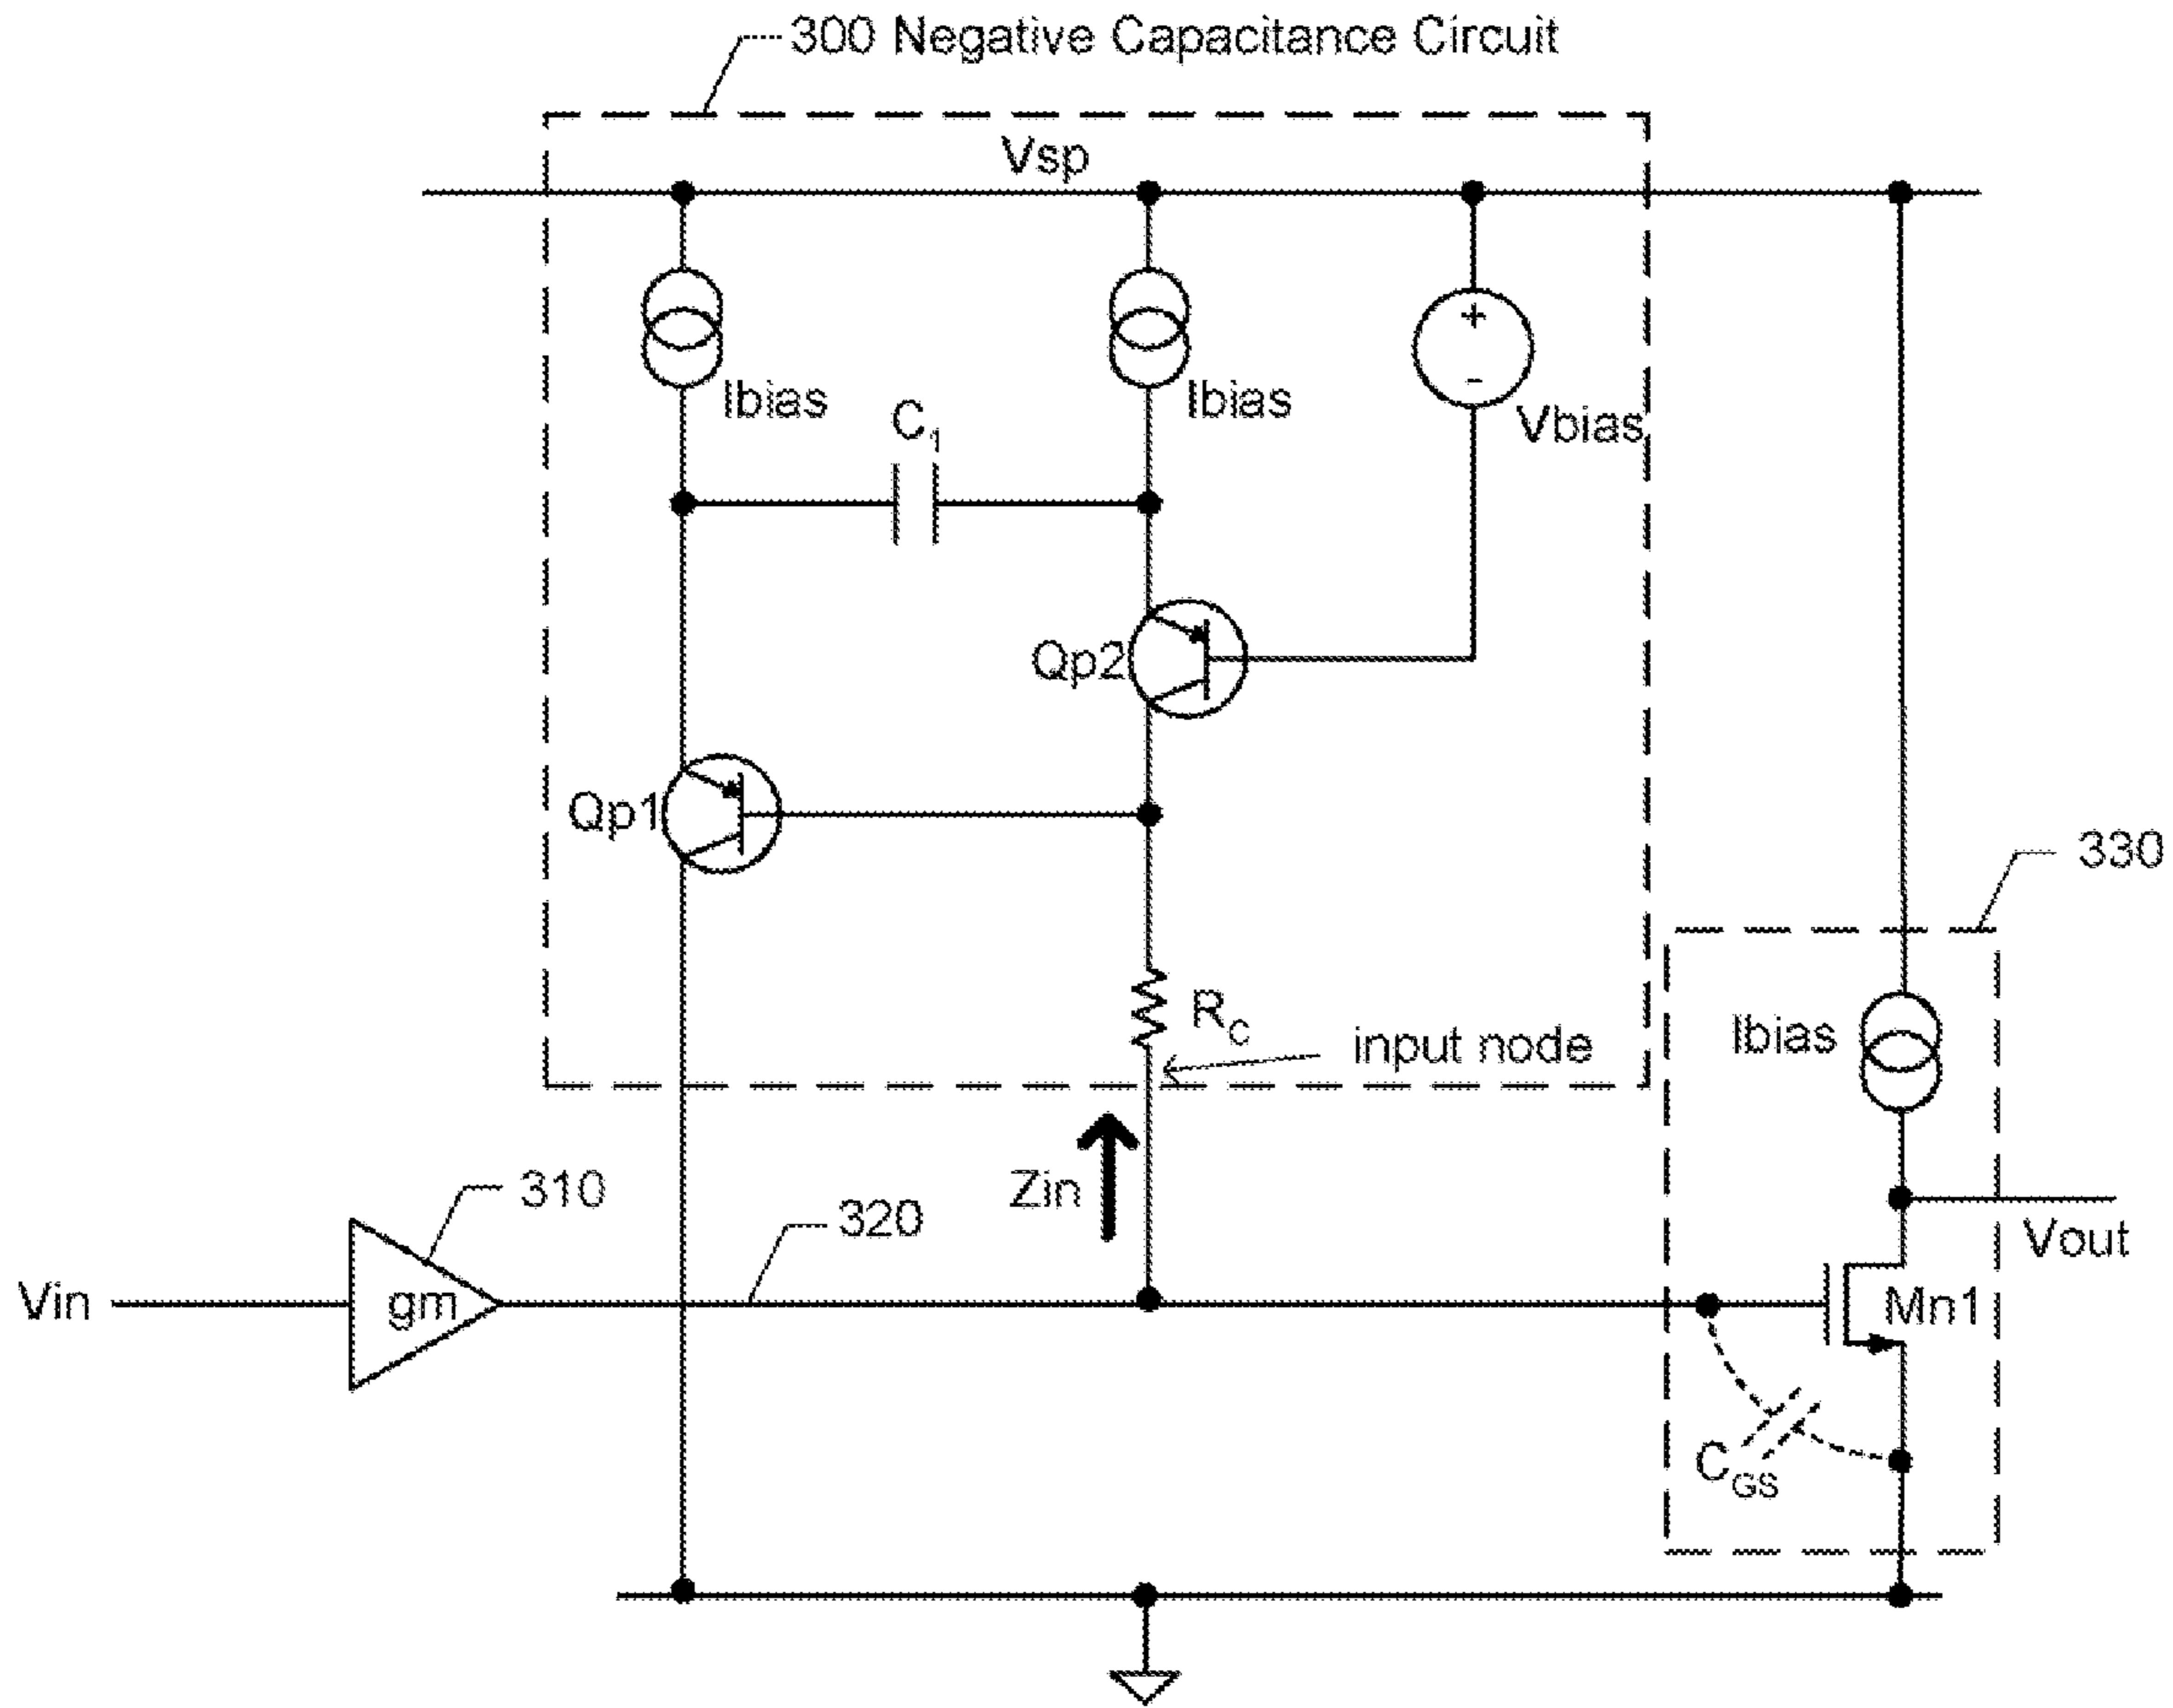 300 Negative Capacitance Circuit
Vsp
+
-
Ibias
Ibias
Vbias
C1
Qp2
Qp1
330
RC
input node
Ibias
310
Zin
320
Vout
Vin
gm
Mn1
CGS